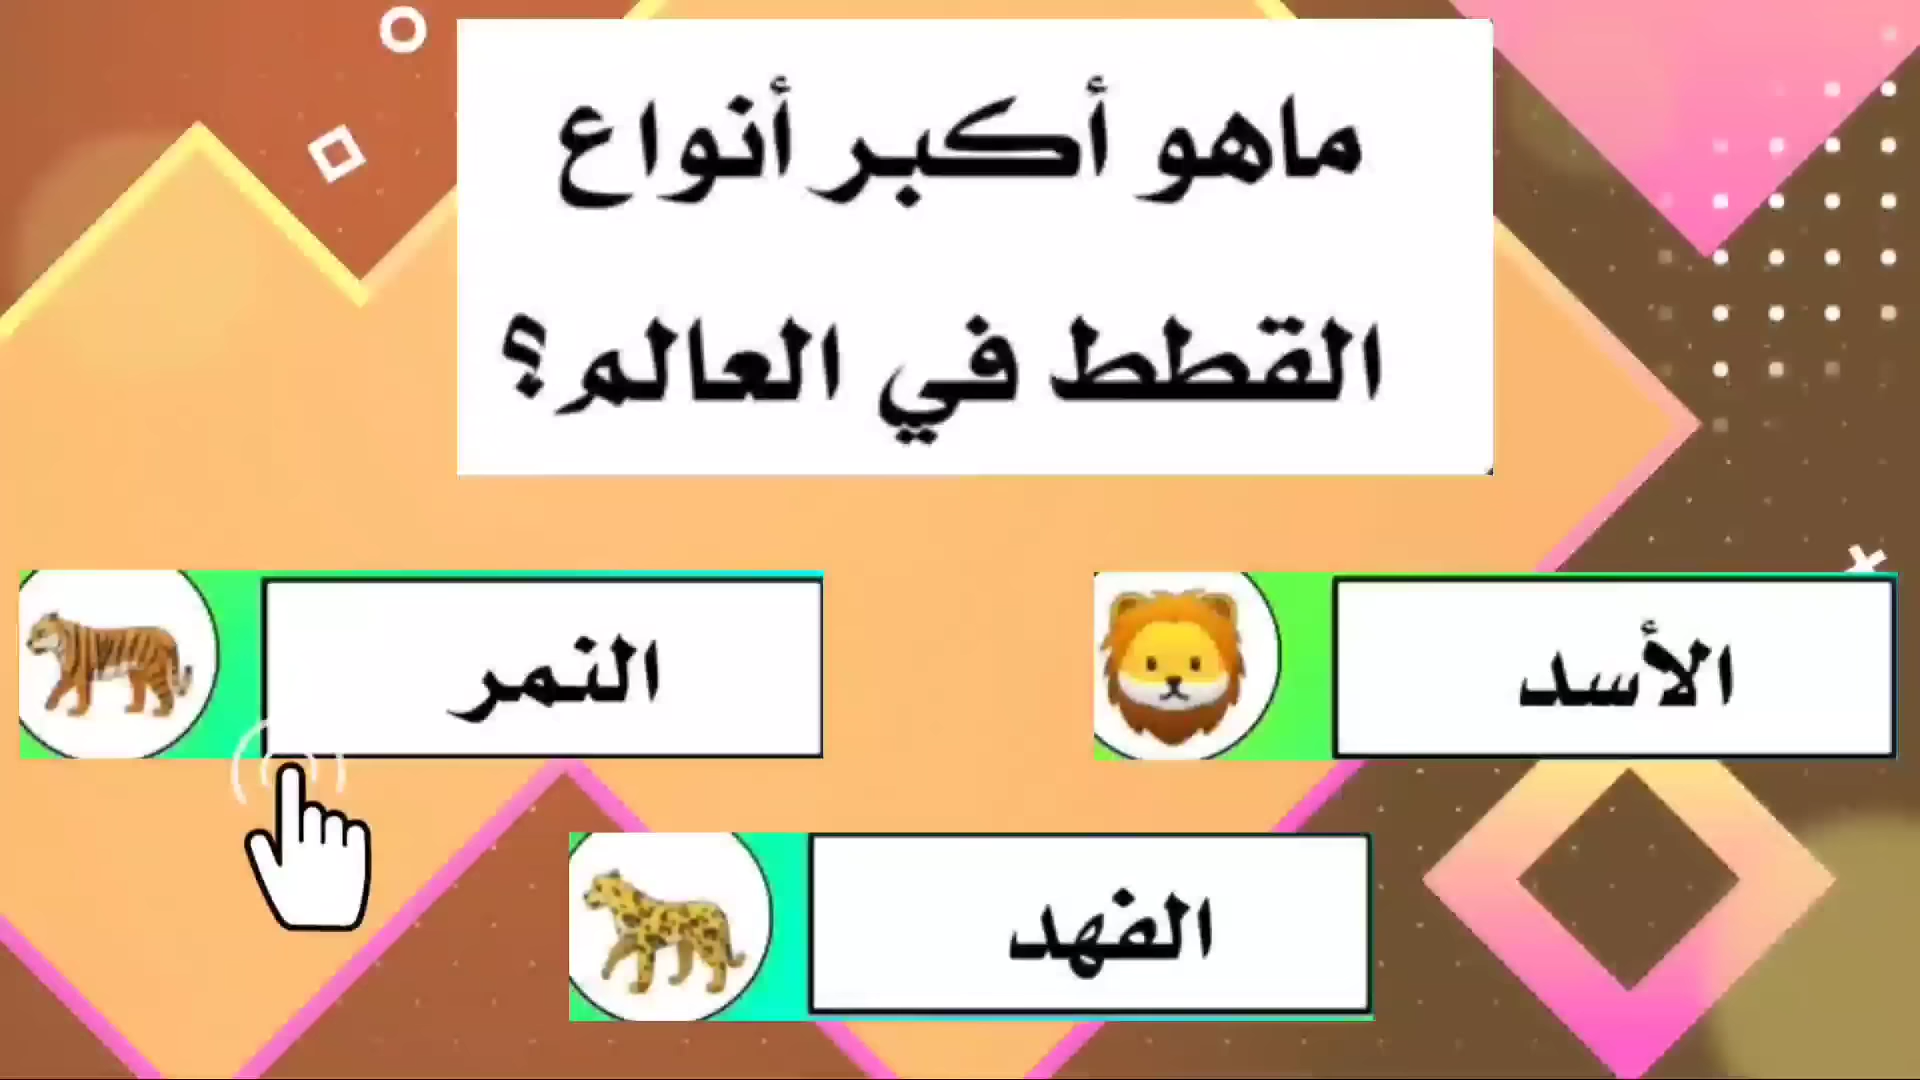 ماهو أكبر أنواع
القطط في العالم؟
الأسد
النمر
الفهد